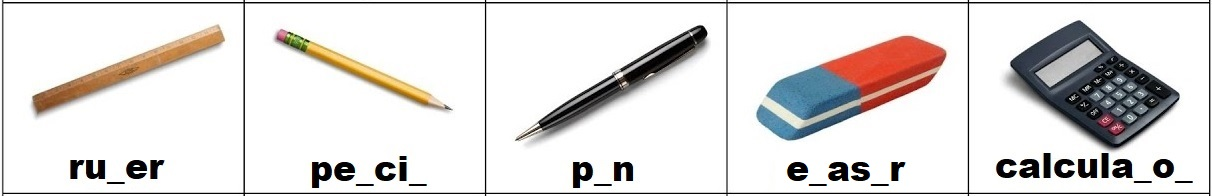 ru_er
pe_ci_
p_n
e_as_r
calcula_o_